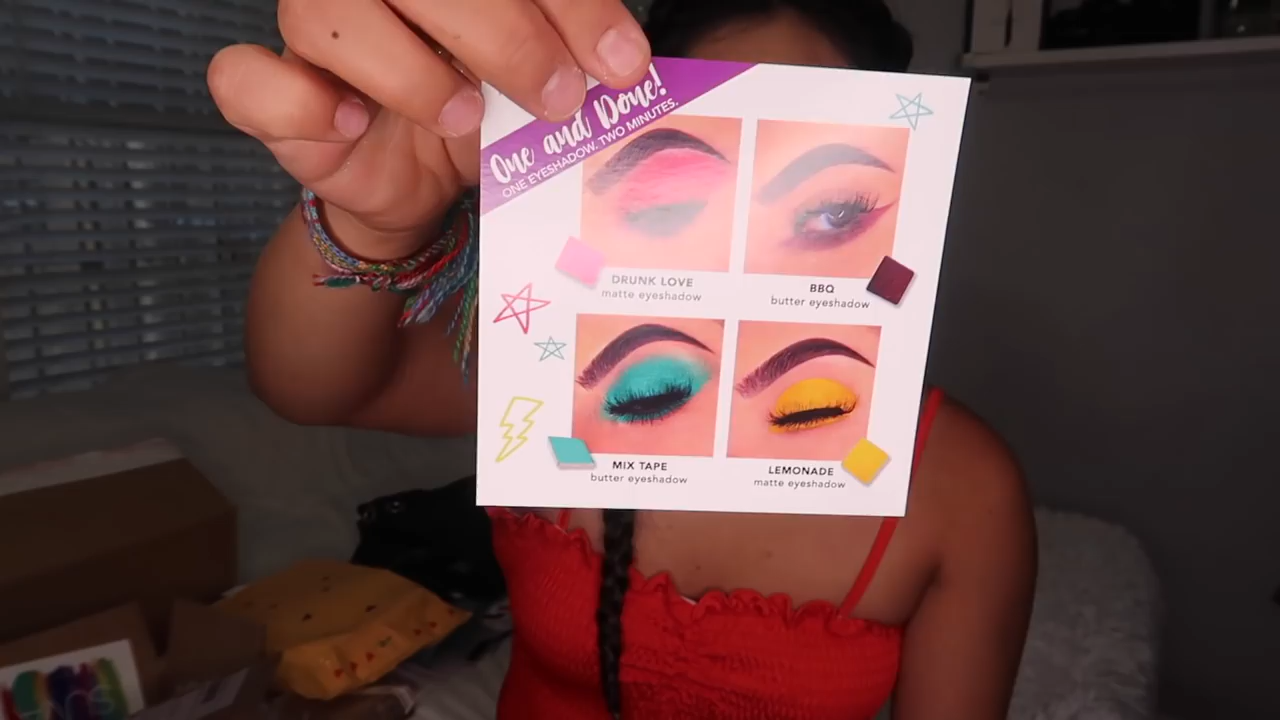 One and Done!
ONE EYESHADOW. TWO MINUTES.
DRUNK LOVE
matte eyeshadow
BBQ
butter eyeshadow
MIX TAPE
butter eyeshadow
LEMONADE
matte eyeshadow